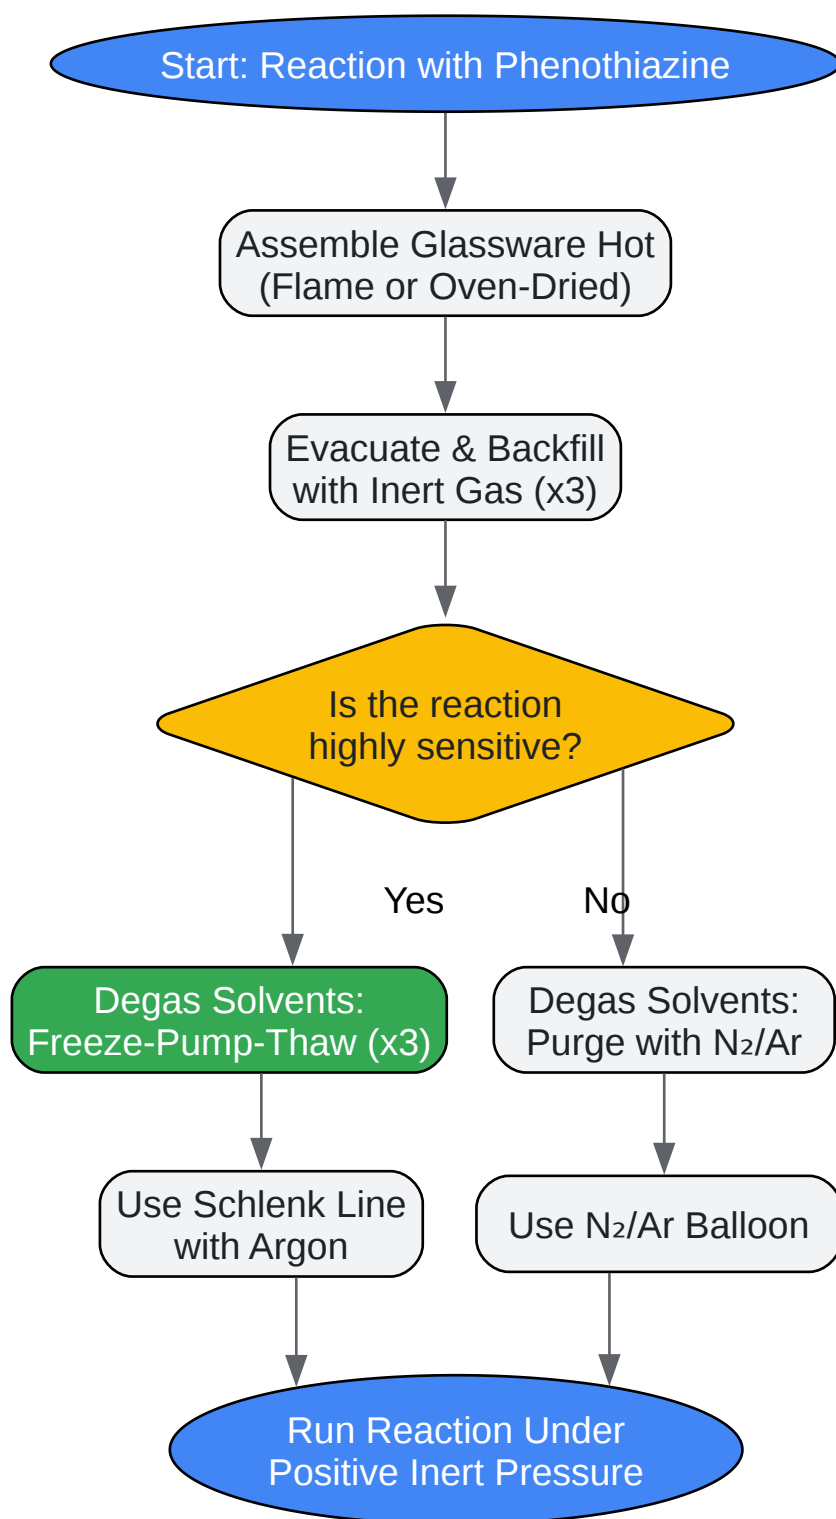 Start: Reaction with Phenothiazine
Assemble Glassware Hot
(Flame or Oven-Dried)
Evacuate & Backfill
with Inert Gas (x3)
Is the reaction
highly sensitive?
Yes
No
Degas Solvents:
Freeze-Pump-Thaw (x3)
Degas Solvents:
Purge with N₂/Ar
Use Schlenk Line
with Argon
Use N₂/Ar Balloon
Run Reaction Under
Positive Inert Pressure